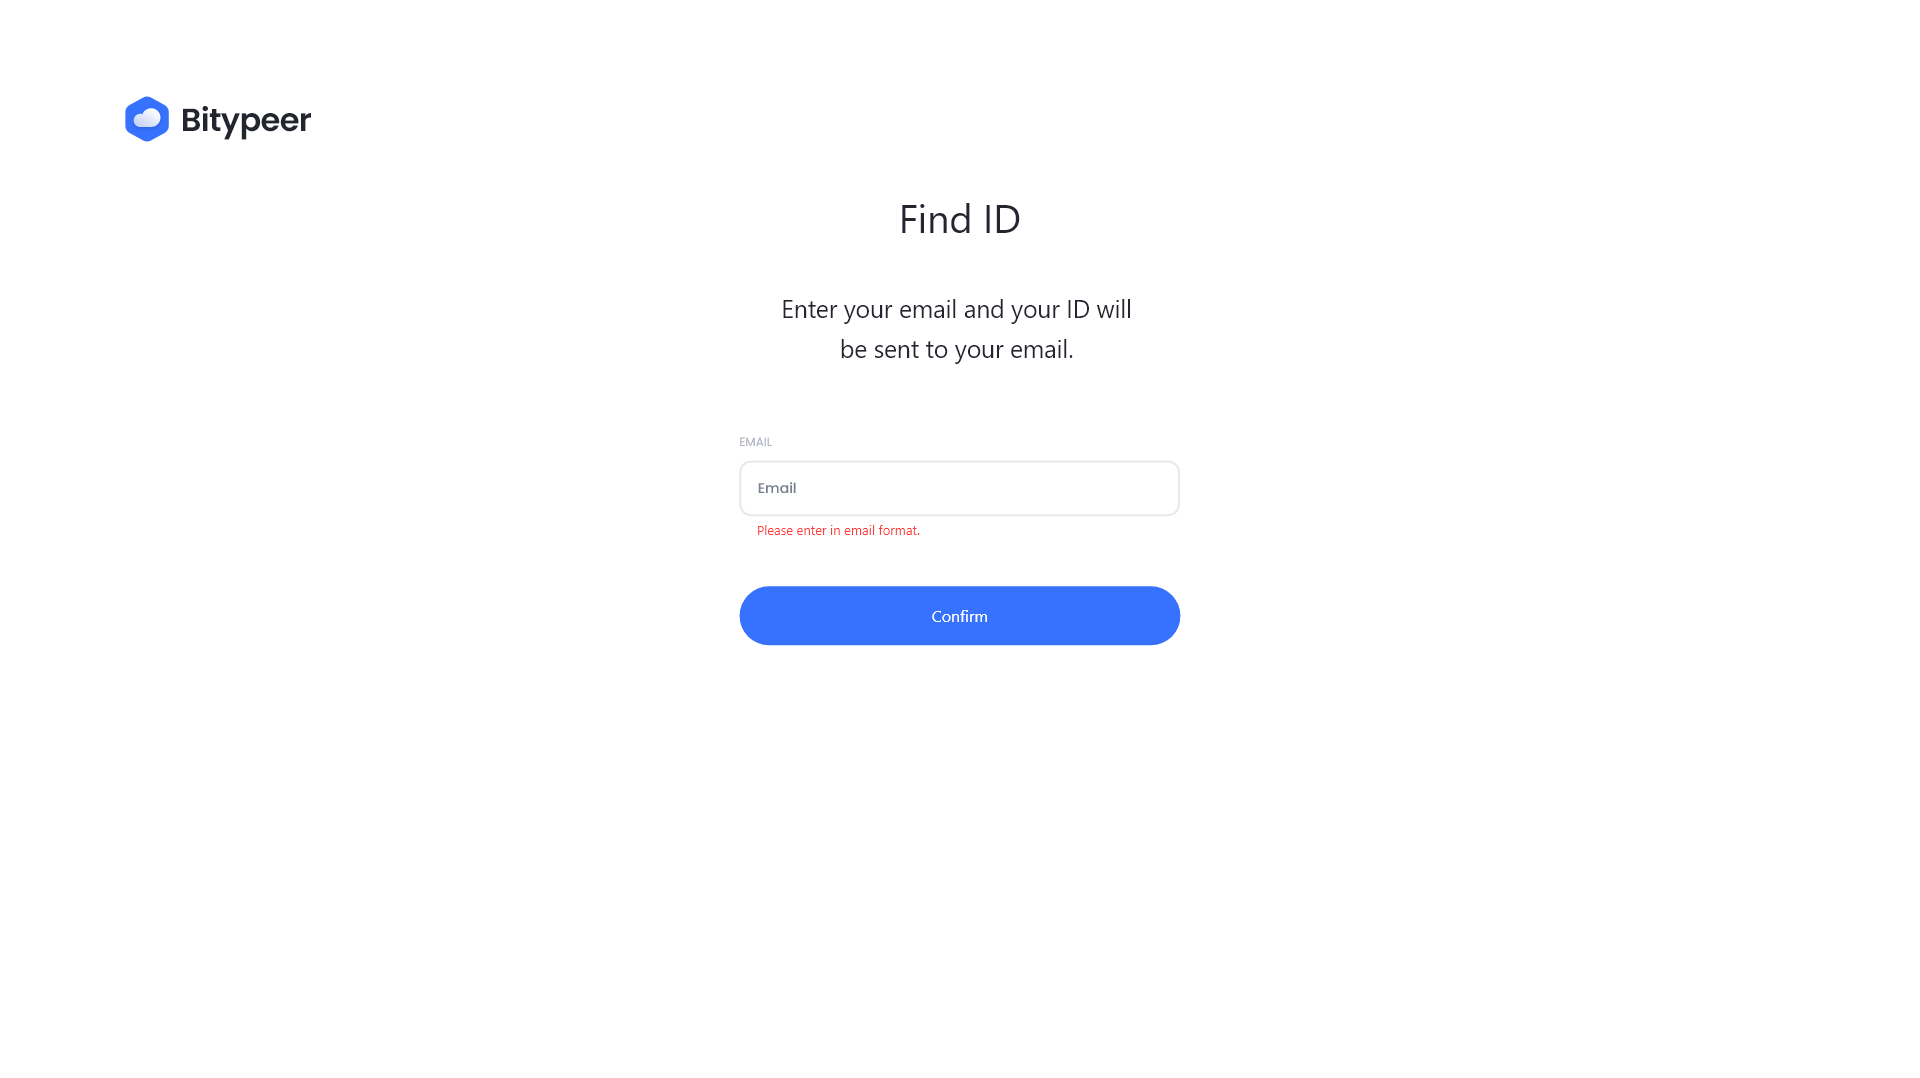 Bitypeer
Find ID
Enter your email and your ID will
be sent to your email.
EMAIL
Email
Please enter in email format.
Confirm